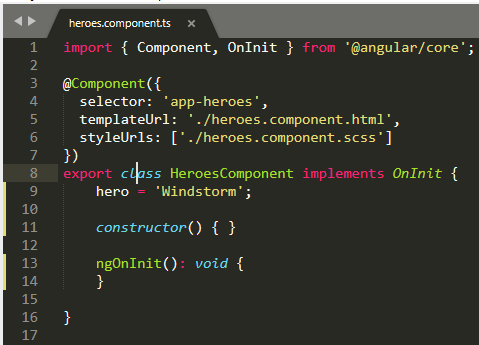 heroes.component.ts ×
1 import { Component, OnInit } from '@angular/core';
2
3 @Component({
4   selector: 'app-heroes',
5   templateUrl: './heroes.component.html',
6   styleUrls: ['./heroes.component.scss']
7 })
8 export class HeroesComponent implements OnInit {
9     hero = 'Windstorm';
10
11     constructor() { }
12
13     ngOnInit(): void {
14     }
15
16 }
17